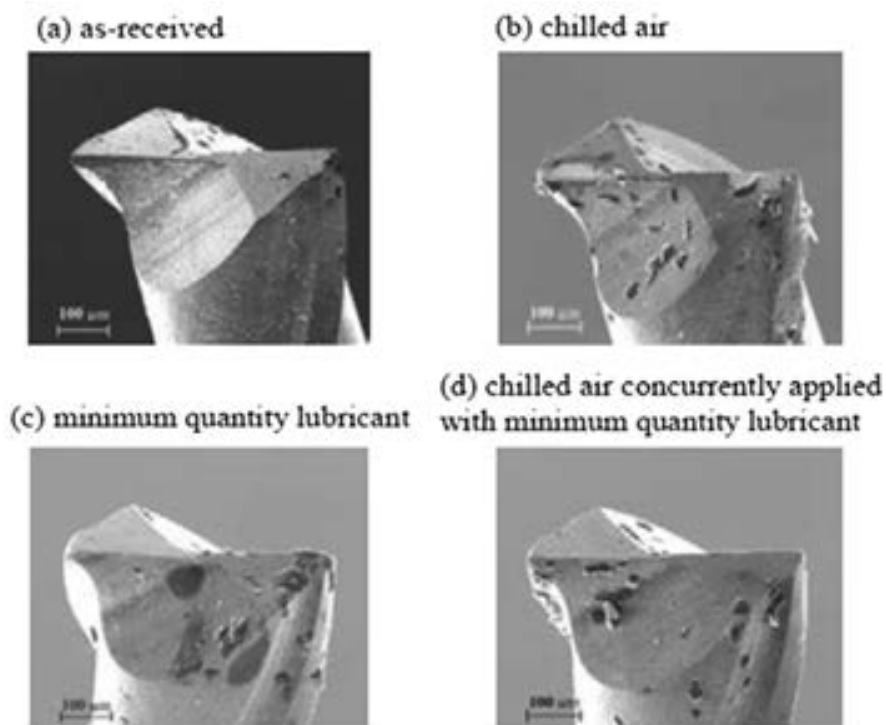 (a) as-received
(b) chilled air
100 μm
100 μm
(c) minimum quantity lubricant
(d) chilled air concurrently applied
with minimum quantity lubricant
100 μm
100 μm